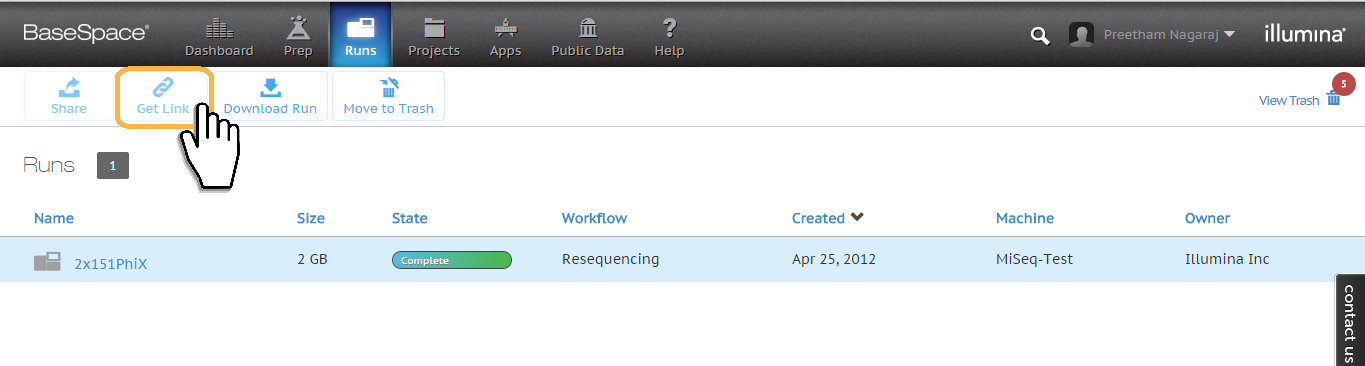 BaseSpace®
Dashboard Prep Runs Projects Apps Public Data Help
Preetham Nagaraj
illumina®
Share Get Link Download Run Move to Trash
View Trash 5
Runs 1
Name Size State Workflow Created Machine Owner
2x151PhiX 2 GB Complete Resequencing Apr 25, 2012 MiSeq-Test Illumina Inc
contact us